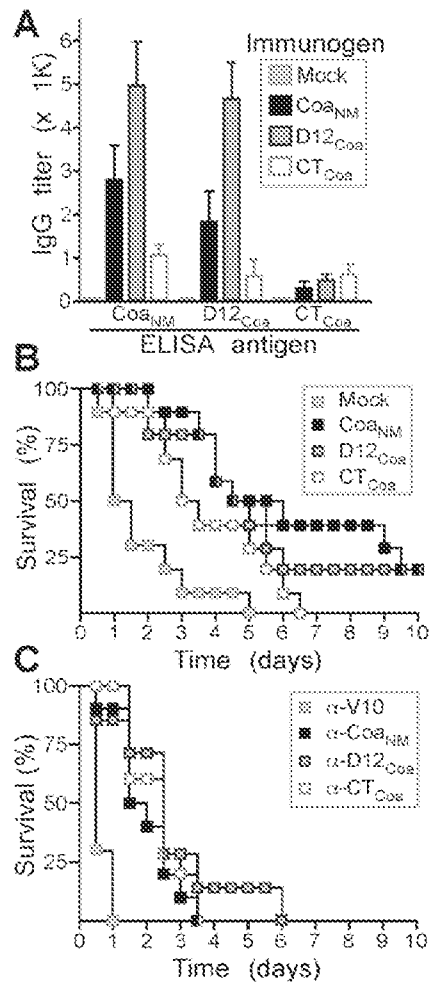 A
IgG titer (x 1K)
6
5
4
3
2
1
0
Immunogen
Mock
CoaNM
D12Coa
CTCoa
CoaNM D12Coa CTCoa
ELISA antigen
B
Survival (%)
100
75
50
25
Mock
CoaNM
D12Coa
CTCoa
0 1 2 3 4 5 6 7 8 9 10
Time (days)
C
Survival (%)
100
75
50
25
α-V10
α-CoaNM
α-D12Coa
α-CTCoa
0 1 2 3 4 5 6 7 8 9 10
Time (days)